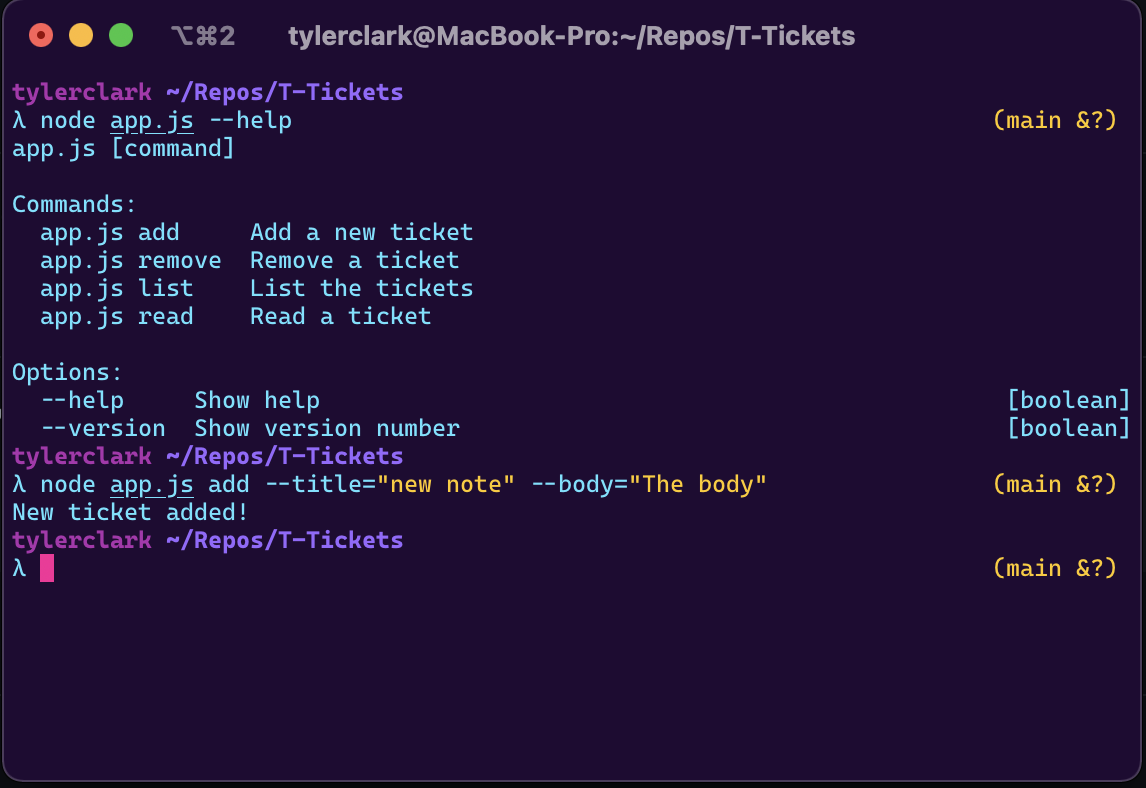 ⌥⌘2 tylerclark@MacBook-Pro:~/Repos/T-Tickets
tylerclark ~/Repos/T-Tickets
λ node app.js --help (main &?)
app.js [command]
Commands:
app.js add Add a new ticket
app.js remove Remove a ticket
app.js list List the tickets
app.js read Read a ticket
Options:
--help Show help [boolean]
--version Show version number [boolean]
tylerclark ~/Repos/T-Tickets
λ node app.js add --title="new note" --body="The body" (main &?)
New ticket added!
tylerclark ~/Repos/T-Tickets
λ (main &?)